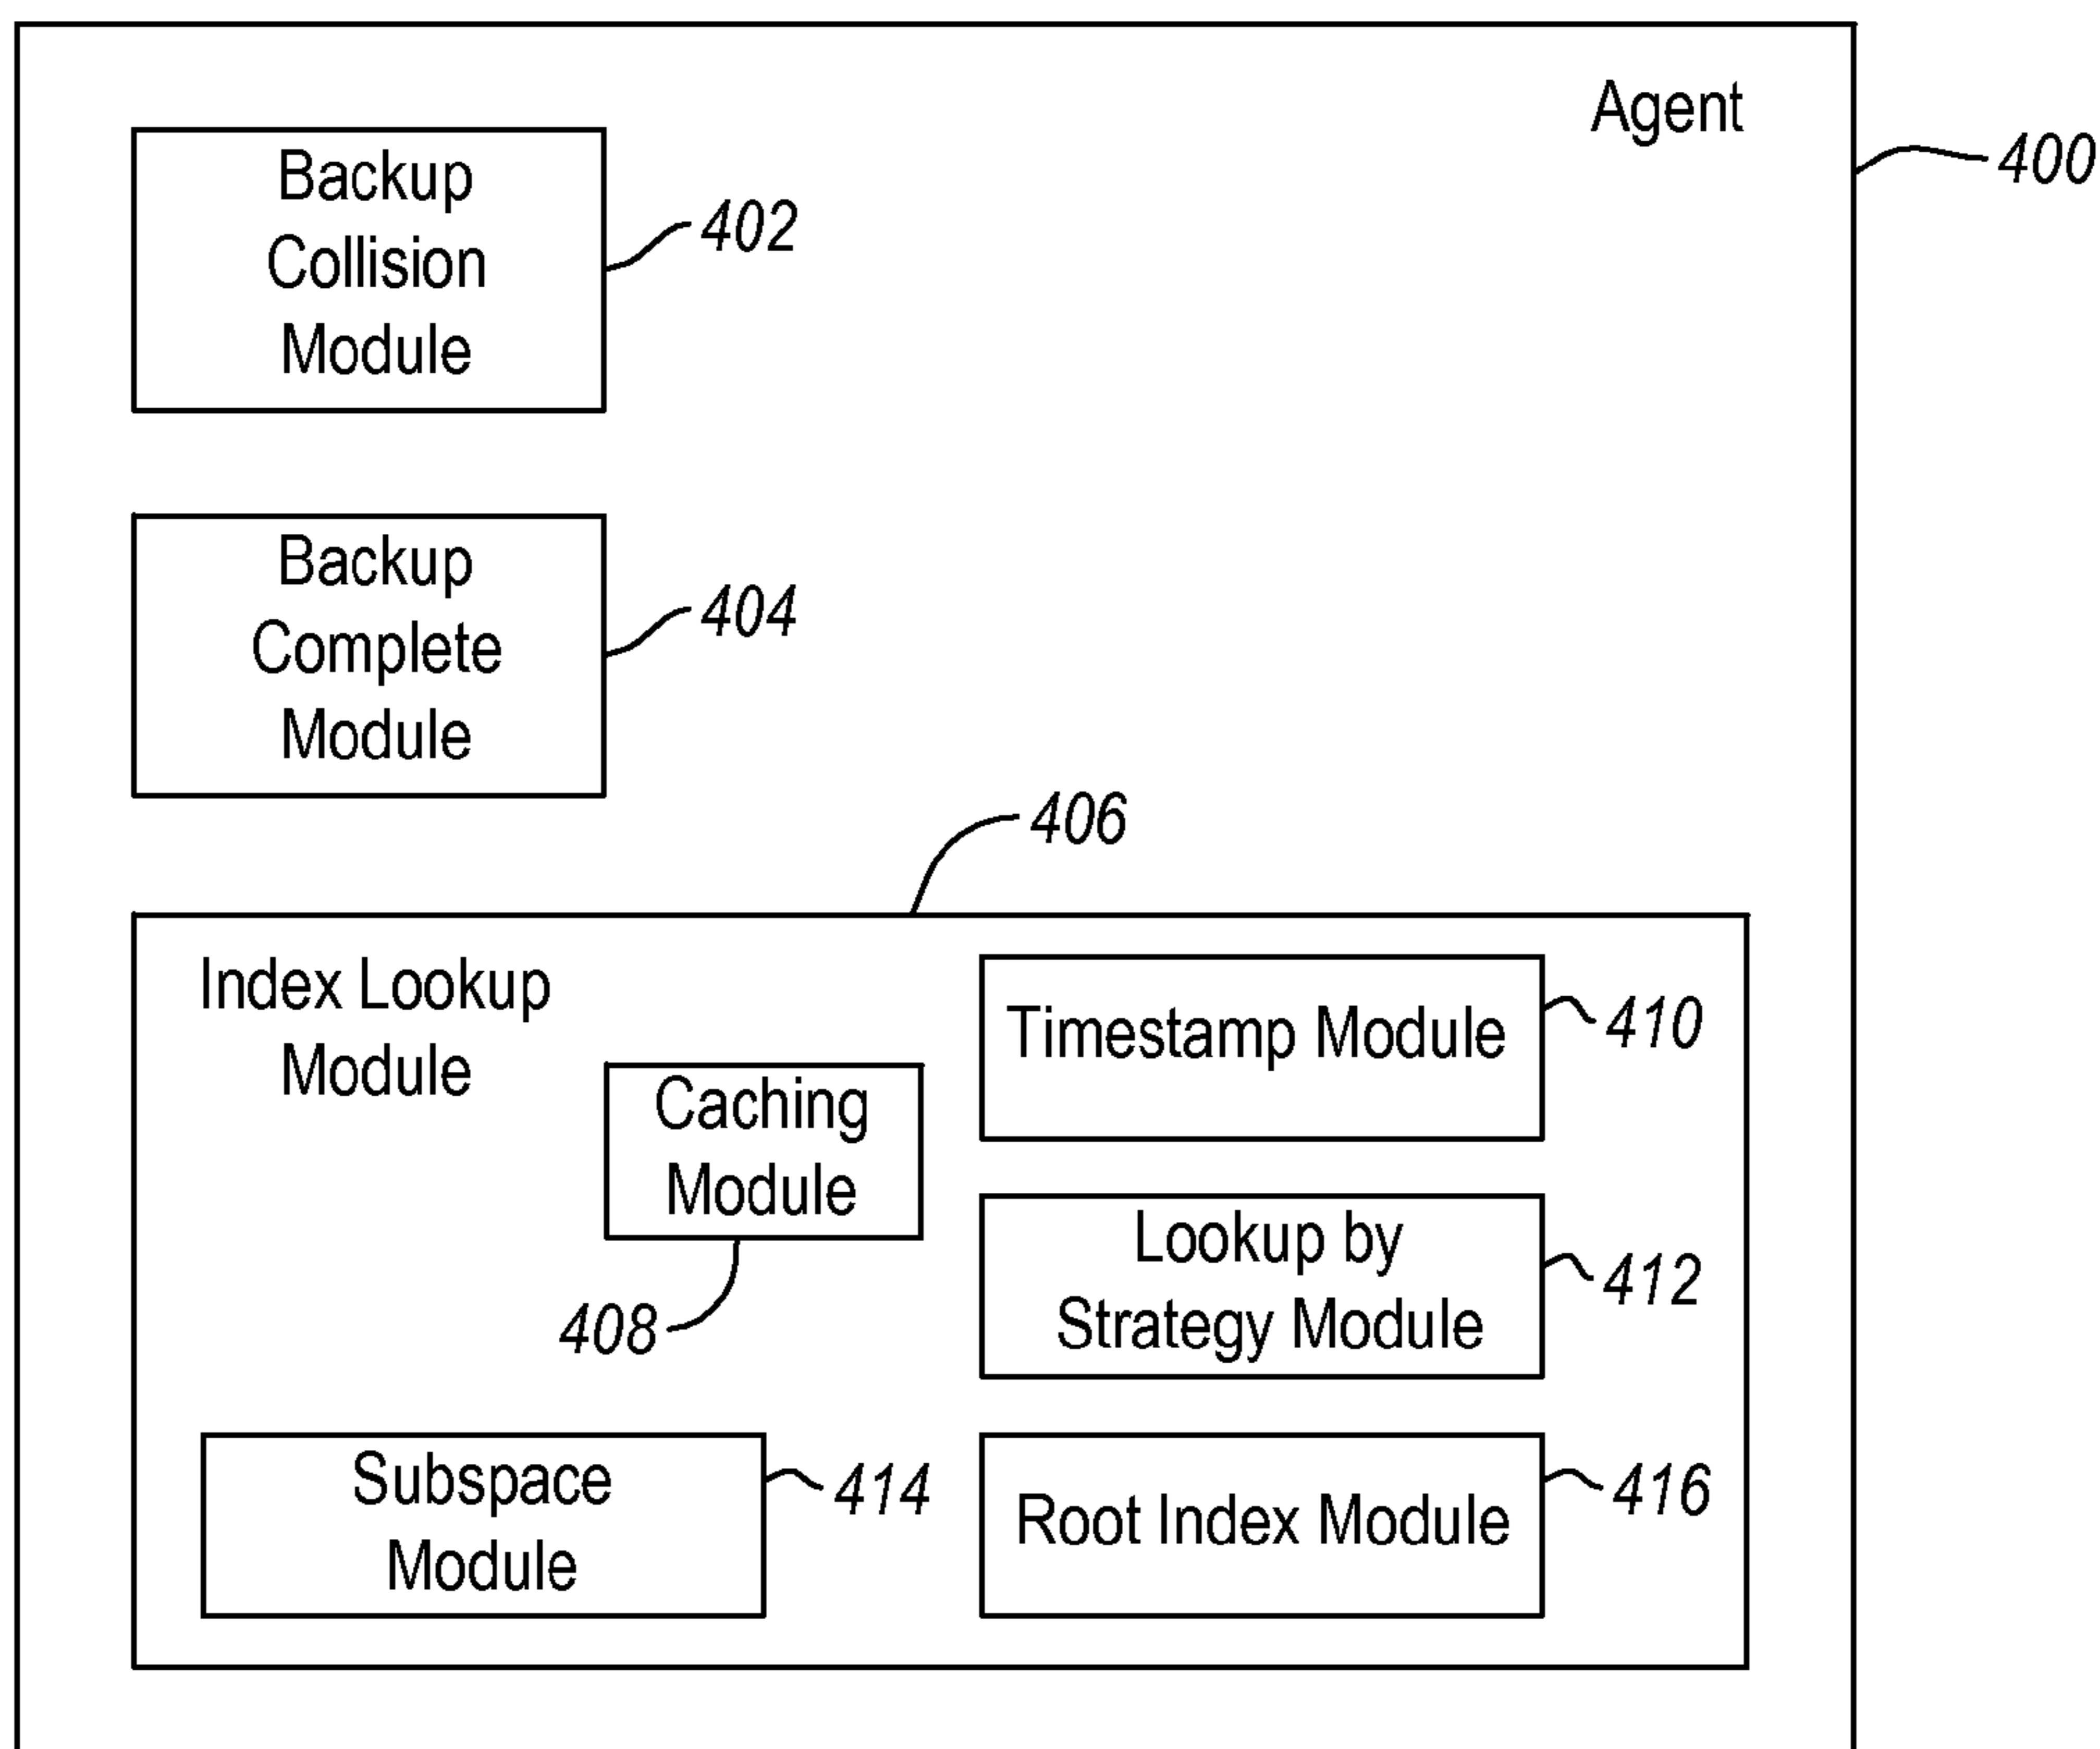 Agent
400
Backup
Collision
Module
402
Backup
Complete
Module
404
406
Index Lookup
Module
Caching
Module
408
Timestamp Module
410
Lookup by
Strategy Module
412
Subspace
Module
414
Root Index Module
416